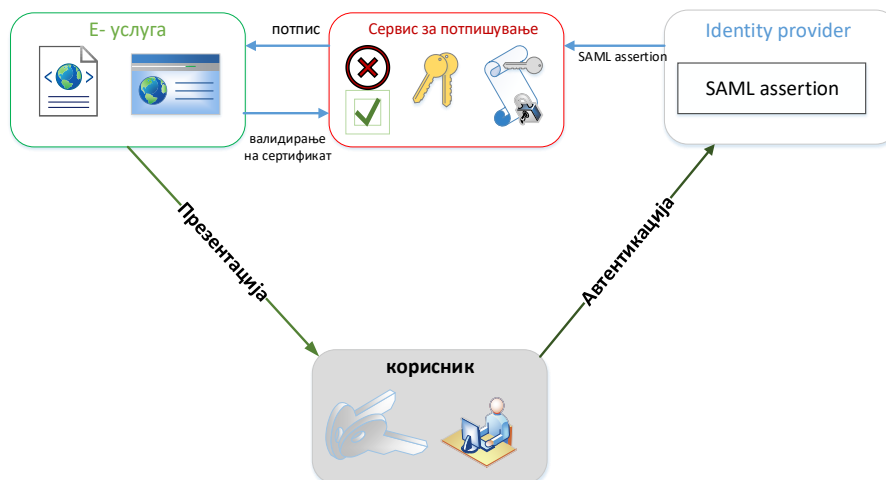 Е- услуга
потпис
Сервис за потпишување
Identity provider
SAML assertion
SAML assertion
валидирање
на сертификат
Презентација
Автентикација
корисник